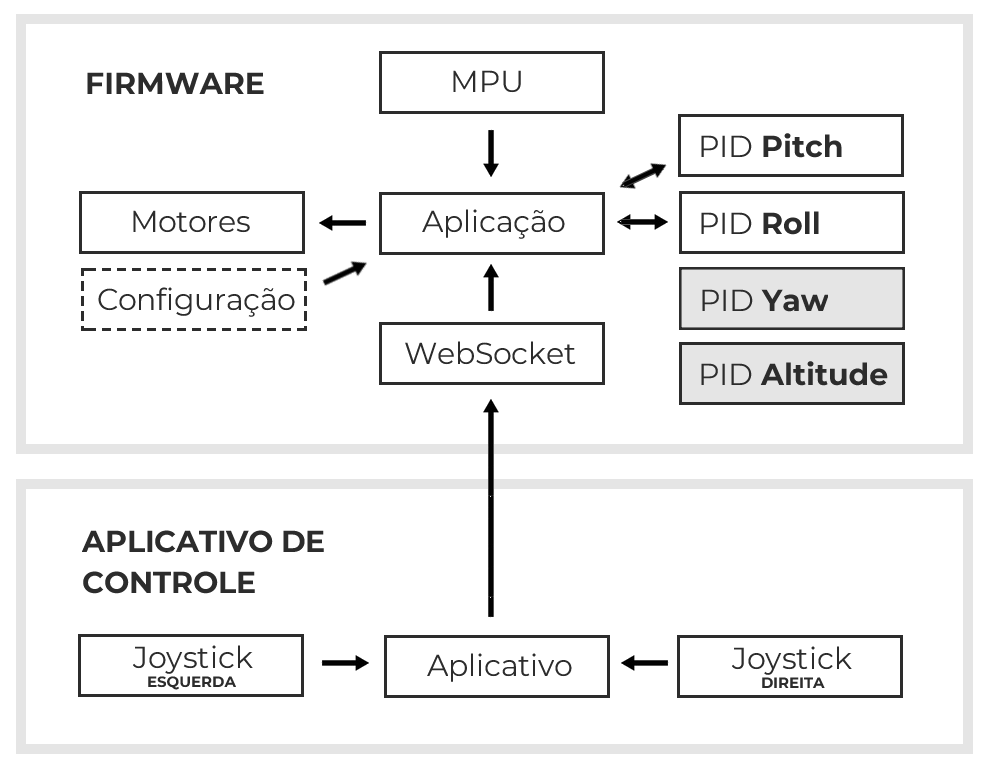 FIRMWARE
MPU
PID Pitch
Motores
Aplicação
PID Roll
Configuração
PID Yaw
WebSocket
PID Altitude
APLICATIVO DE
CONTROLE
Joystick
ESQUERDA
Aplicativo
Joystick
DIREITA